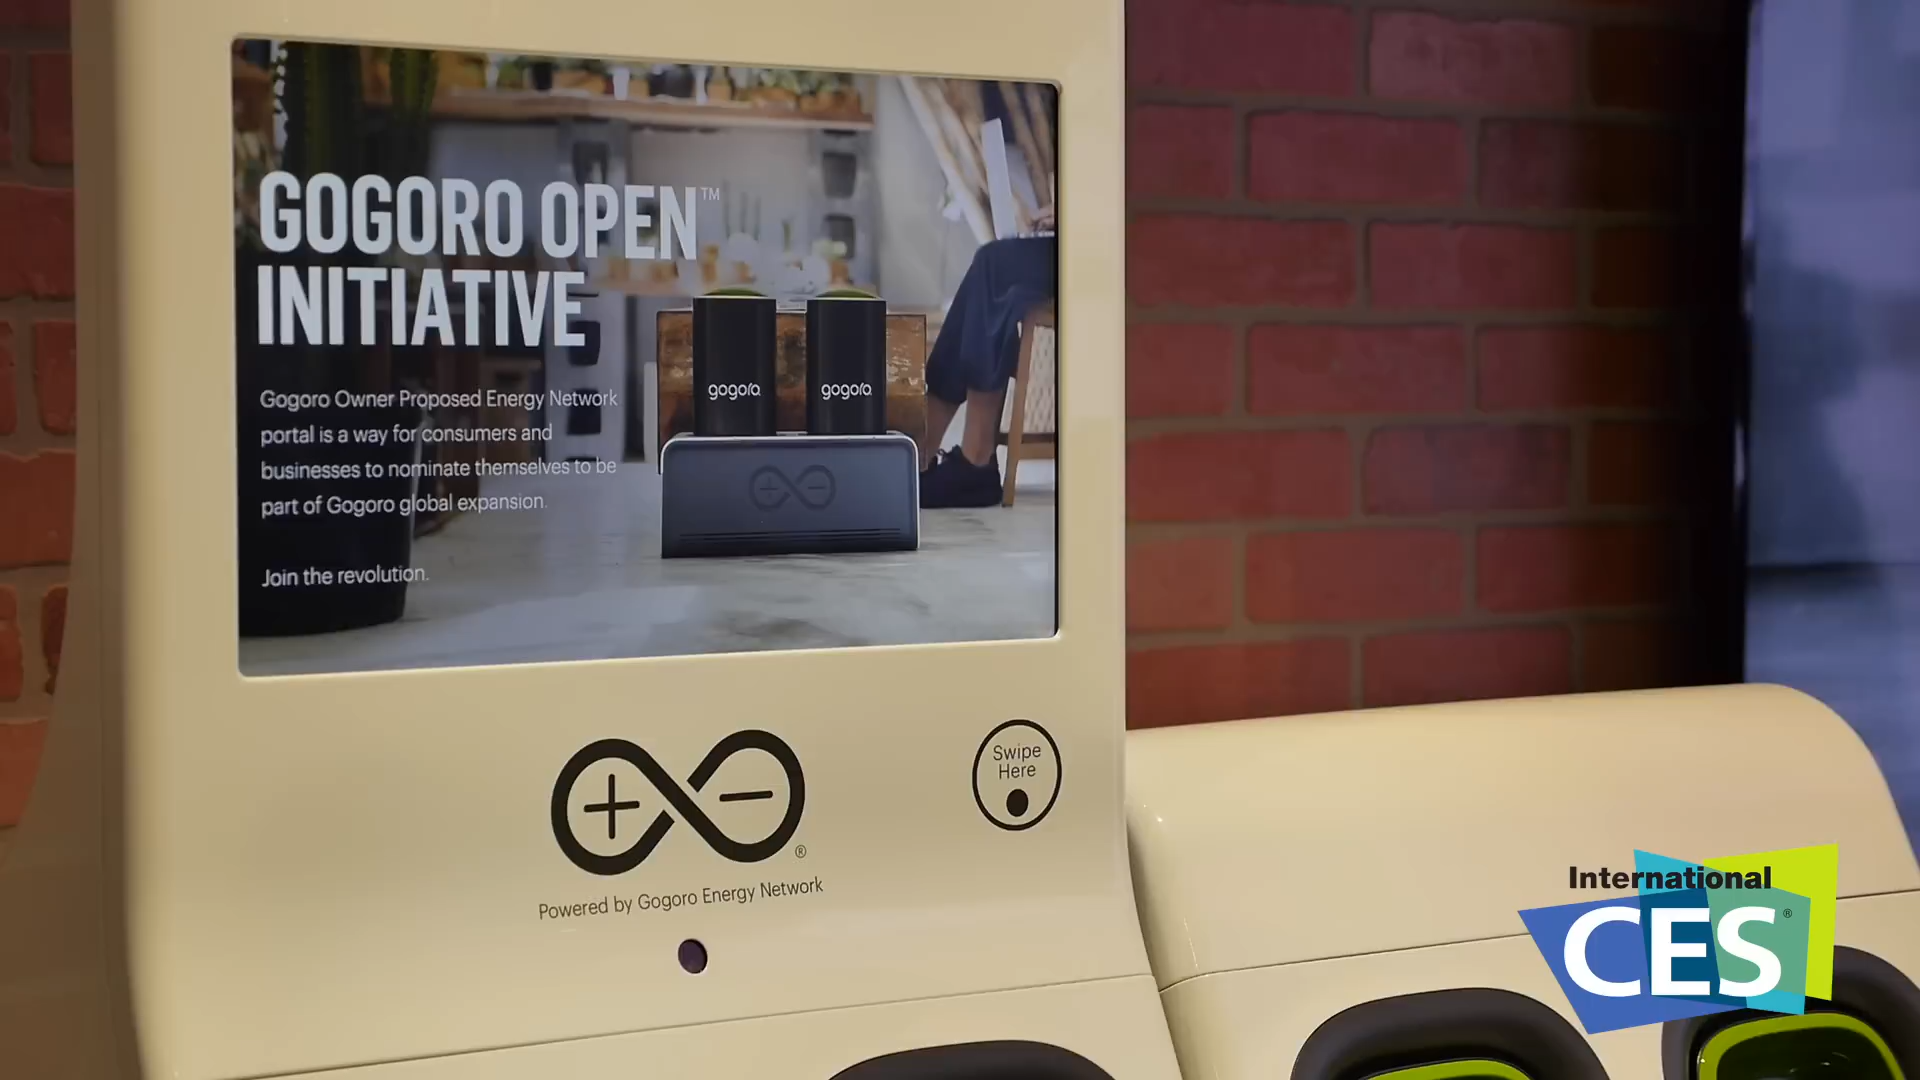 GOGORO OPEN™
INITIATIVE
Gogoro Owner Proposed Energy Network
portal is a way for consumers and
businesses to nominate themselves to be
part of Gogoro global expansion.
Join the revolution.
gogoro
gogoro
Swipe
Here
®
Powered by Gogoro Energy Network
International
CES®